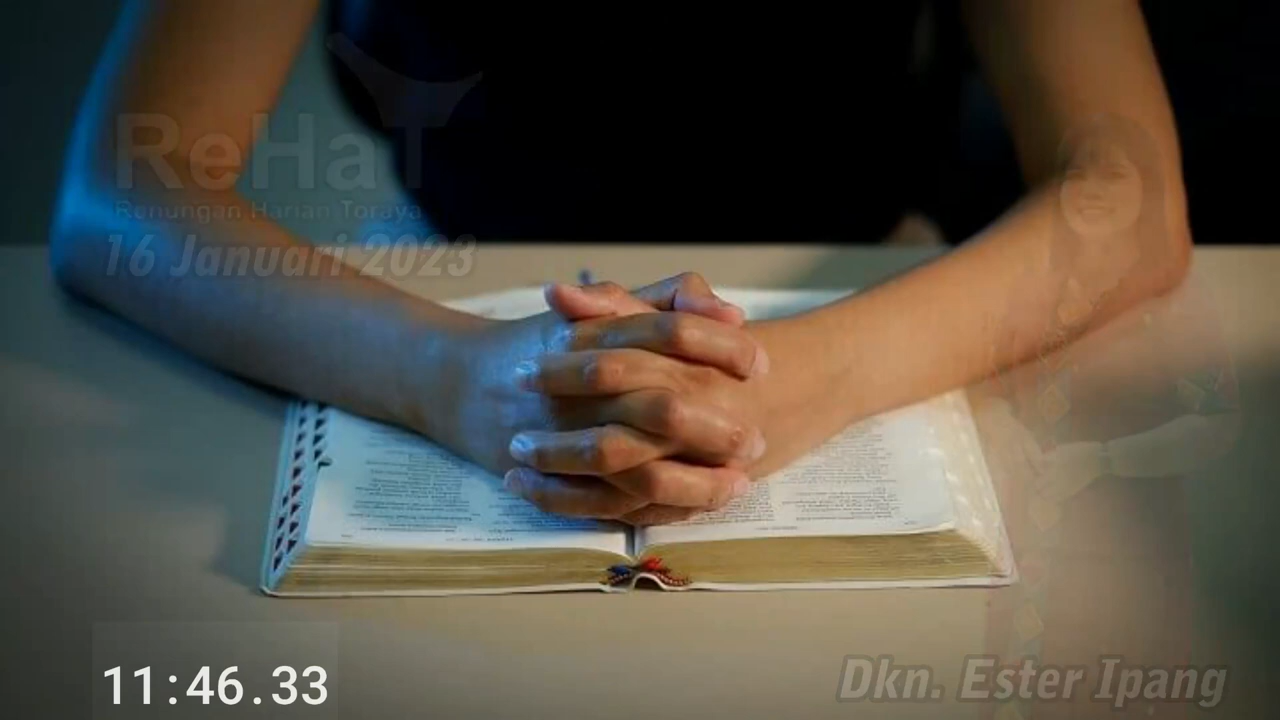 ReHaT
Renungan Harian Toraya
16 Januari 2023
11:46.33
Dkn. Ester Ipang